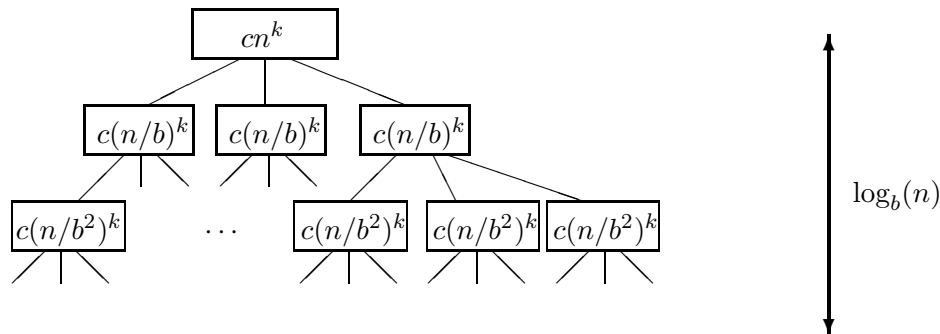 cn^k
c(n/b)^k c(n/b)^k c(n/b)^k
log_b(n)
c(n/b^2)^k ... c(n/b^2)^k c(n/b^2)^k c(n/b^2)^k